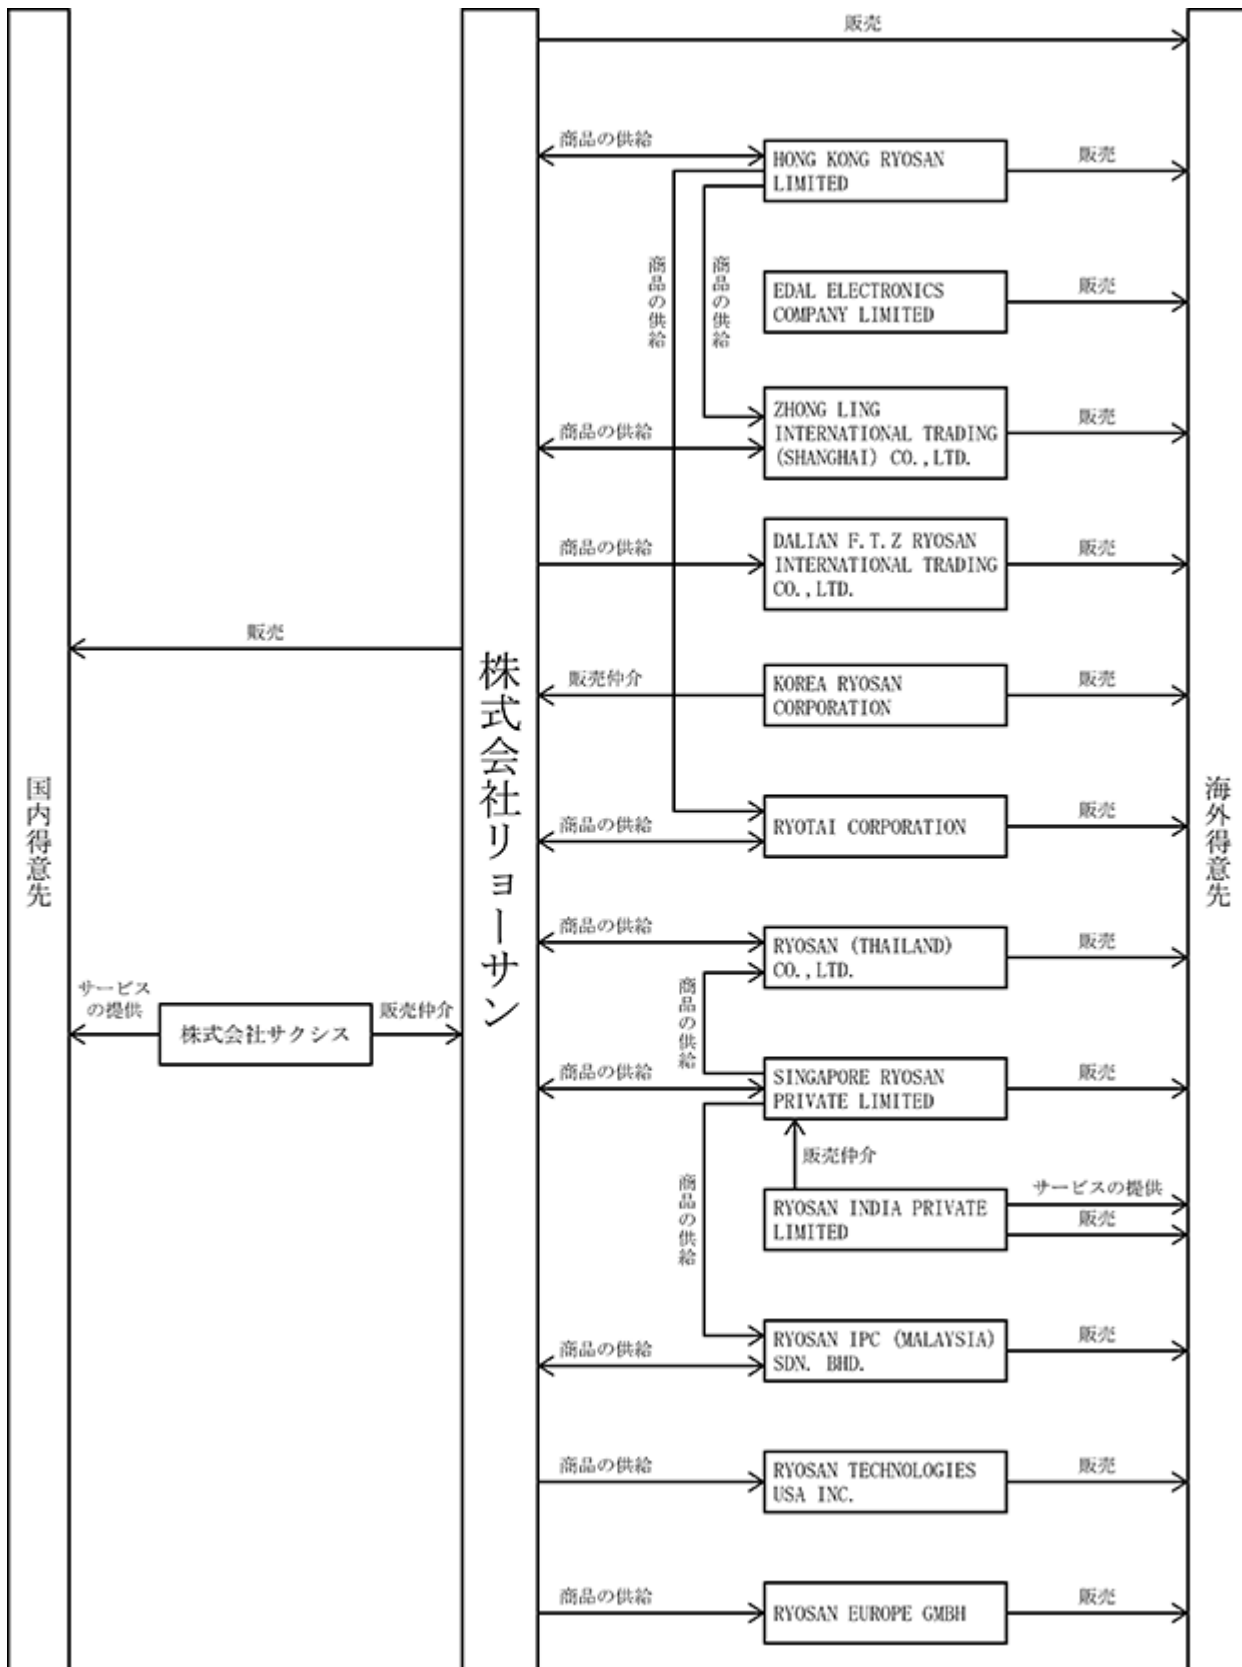 販売
商品の供給
HONG KONG RYOSAN
LIMITED
販売
商品の供給
商品の供給
EDAL ELECTRONICS
COMPANY LIMITED
販売
商品の供給
ZHONG LING
INTERNATIONAL TRADING
(SHANGHAI) CO.,LTD.
販売
商品の供給
DALIAN F.T.Z RYOSAN
INTERNATIONAL TRADING
CO.,LTD.
販売
販売
株式会社リョーサン
販売仲介
KOREA RYOSAN
CORPORATION
販売
国内得意先
海外得意先
商品の供給
RYOTAI CORPORATION
販売
商品の供給
RYOSAN (THAILAND)
CO.,LTD.
販売
サービス
の提供
株式会社サクシス
販売仲介
商品の供給
商品の供給
SINGAPORE RYOSAN
PRIVATE LIMITED
販売
販売仲介
商品の供給
RYOSAN INDIA PRIVATE
LIMITED
サービスの提供
販売
商品の供給
RYOSAN IPC (MALAYSIA)
SDN. BHD.
販売
商品の供給
RYOSAN TECHNOLOGIES
USA INC.
販売
商品の供給
RYOSAN EUROPE GMBH
販売